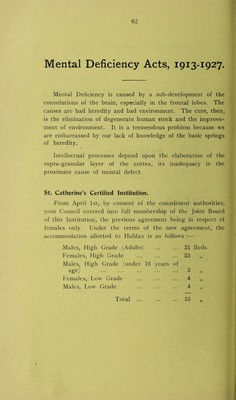 62
Mental Deficiency Acts, 1913-1927.
Mental Deficiency is caused by a sub-development of the
convolutions of the brain, especially in the frontal lobes. The
causes are bad heredity and bad environment. The cure, then,
is the elimination of degenerate human stock and the improve-
ment of environment. It is a tremendous problem because we
are embarrassed by our lack of knowledge of the basic springs
of heredity.
Intellectual processes depend upon the elaboration of the
supra-granular layer of the cortex, its inadequacy is the
proximate cause of mental defect.
St. Catherine's Certified Institution.
From April 1st, by consent of the constituent authorities,
your Council entered into full membership of the Joint Board
of this Institution, the previous agreement being in respect of
females only. Under the terms of the new agreement, the
accommodation allotted to Halifax is as follows :—
Males, High Grade (Adults) ... ... 21 Beds
Females, High Grade ... ... 23 „
Males, High Grade (under 16 years of
age) ... ... ... ... 3 „
Females, Low Grade ... ... 4 „
Males, Low Grade ... ... 4 „
Total ... ... ... 55 „